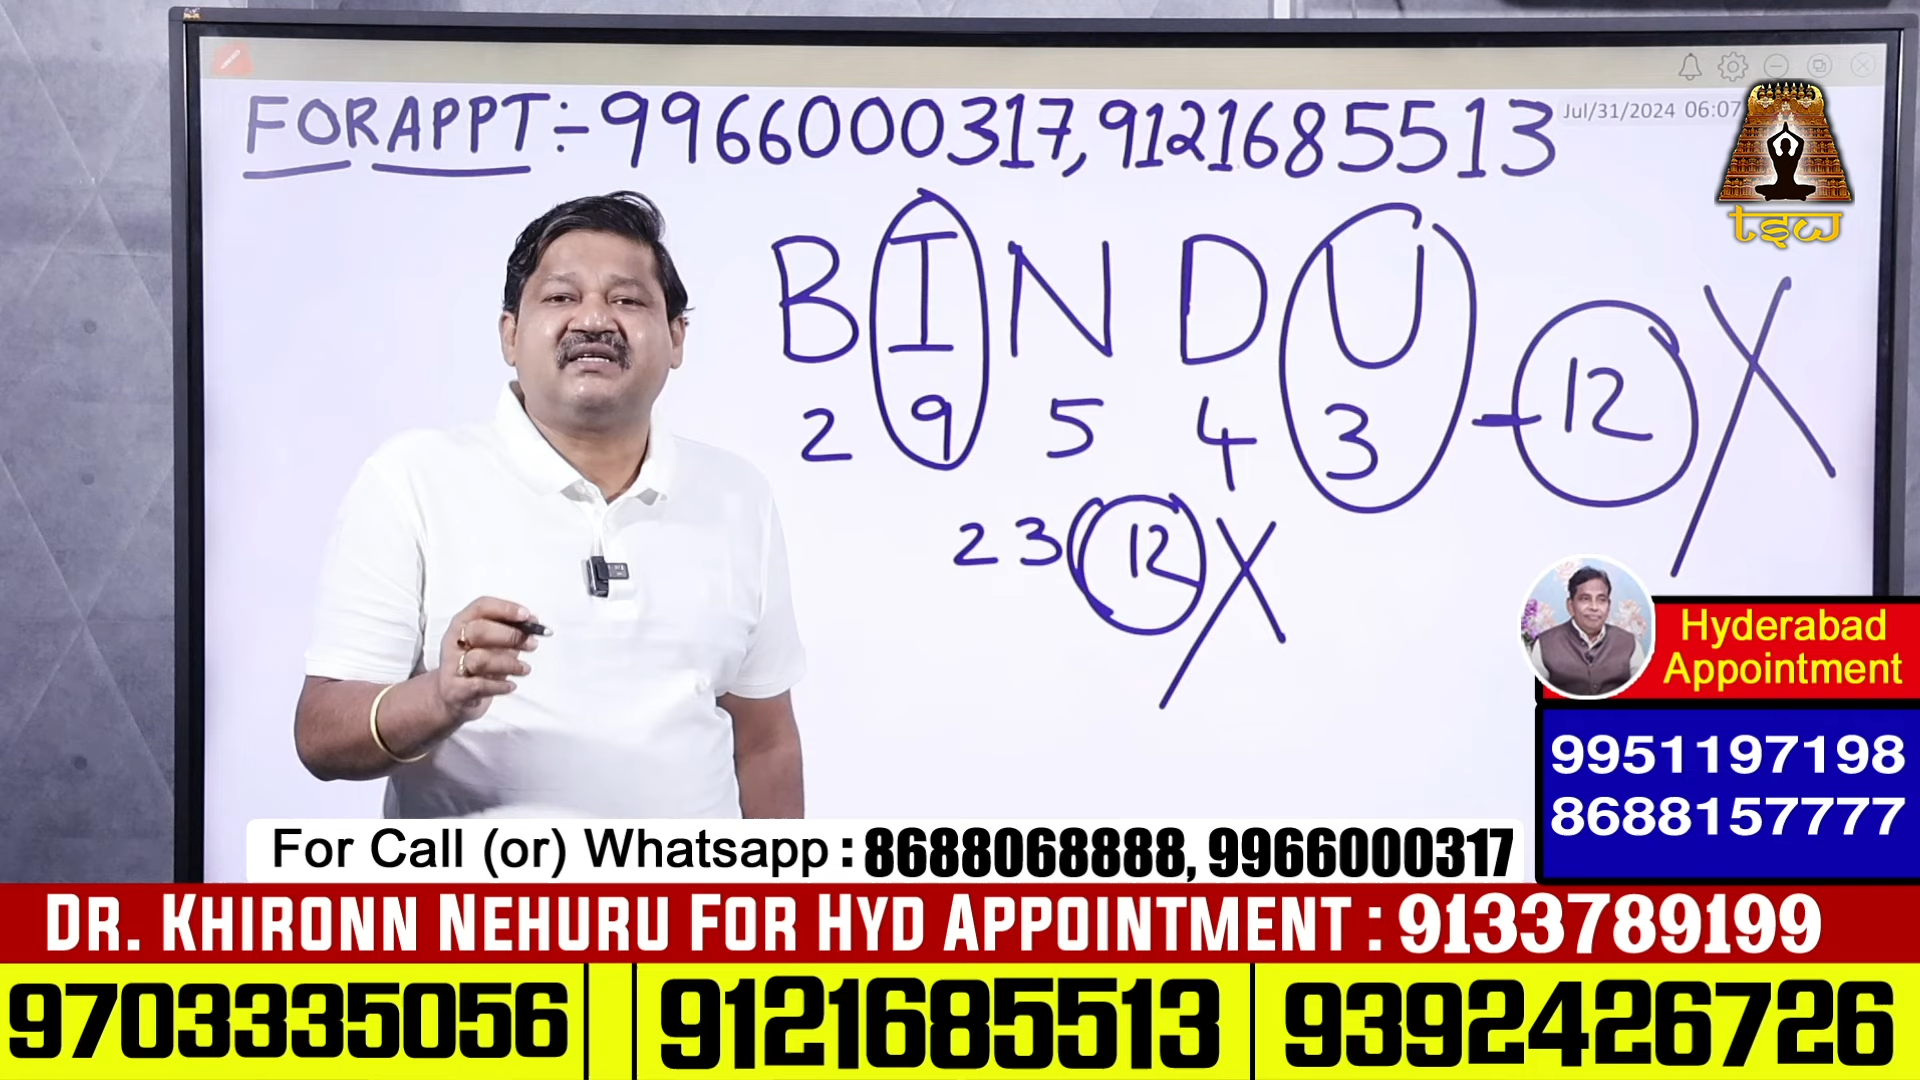 FOR APPT:-9966000317,9121685513
Jul/31/2024 06:07
TSW
B I N D U
2 9 5 4 3 - 12 X
23 12 X
Hyderabad
Appointment
9951197198
8688157777
For Call (or) Whatsapp : 8688068888, 9966000317
DR. KHIRONN NEHURU FOR HYD APPOINTMENT : 9133789199
9703335056 9121685513 9392426726